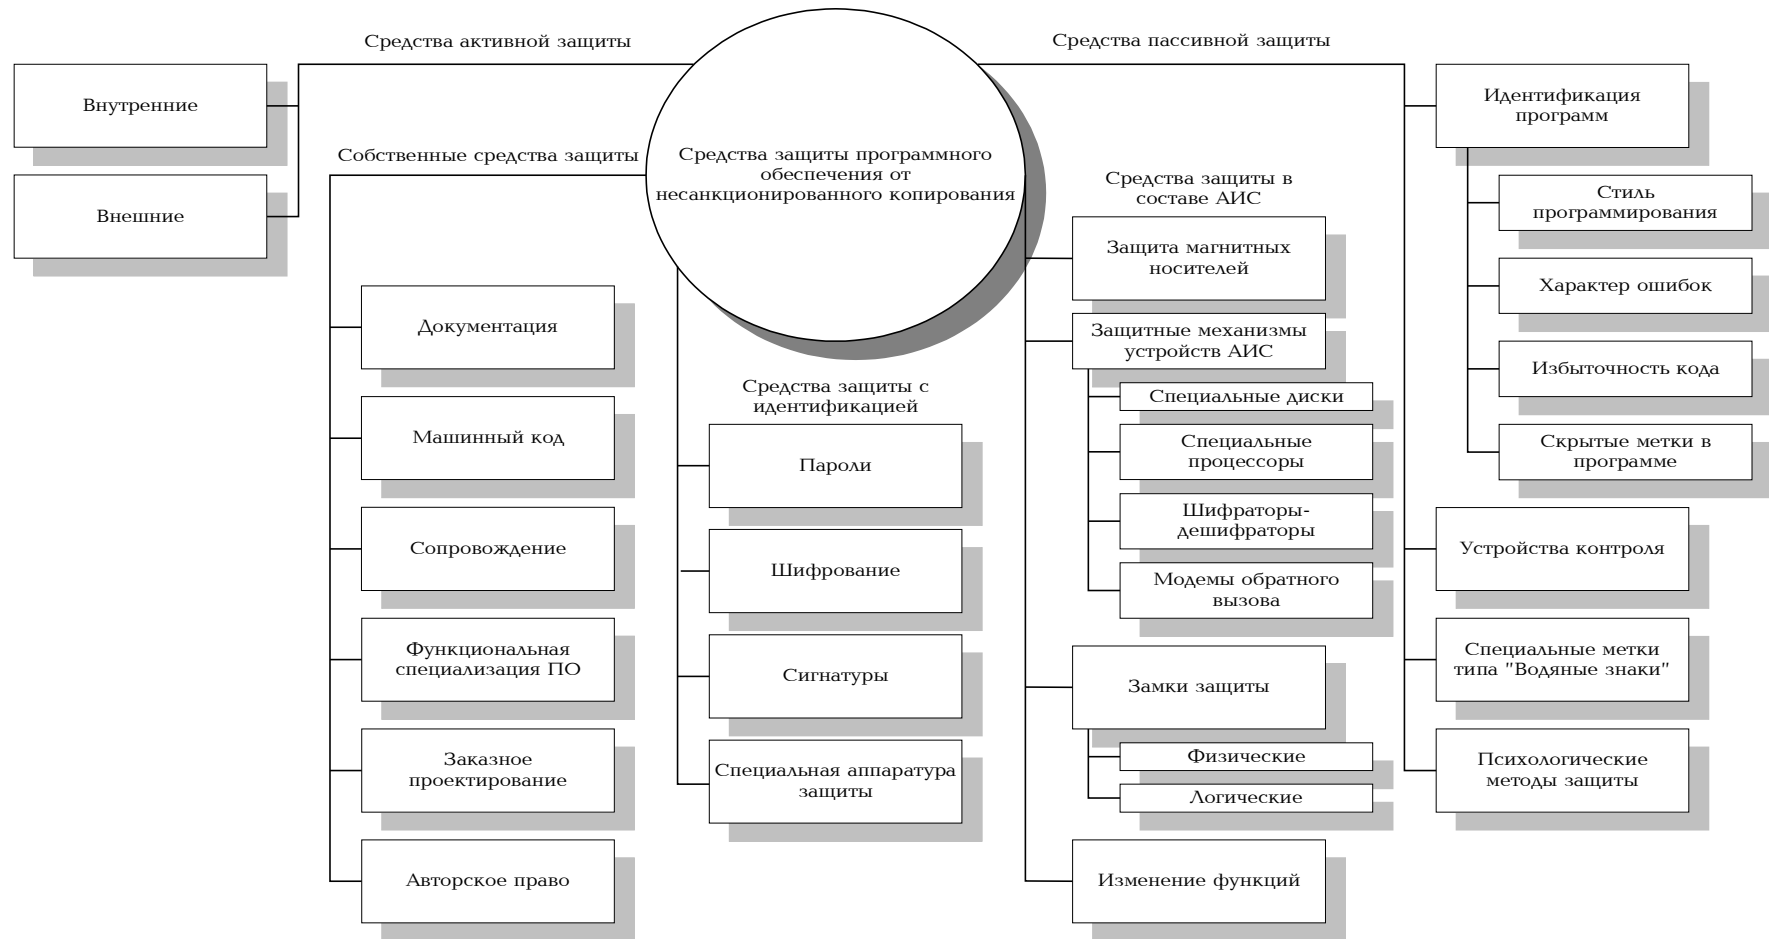 Средства активной защиты
Внутренние
Внешние
Собственные средства защиты
Документация
Машинный код
Сопровождение
Функциональная
специализация ПО
Заказное
проектирование
Авторское право
Средства защиты программного
обеспечения от
несанкционированного копирования
Средства защиты с
идентификацией
Пароли
Шифрование
Сигнатуры
Специальная аппаратура
защиты
Средства защиты в
составе АИС
Защита магнитных
носителей
Защитные механизмы
устройств АИС
Специальные диски
Специальные
процессоры
Шифраторы-
дешифраторы
Модемы обратного
вызова
Замки защиты
Физические
Логические
Изменение функций
Средства пассивной защиты
Идентификация
программ
Стиль
программирования
Характер ошибок
Избыточность кода
Скрытые метки в
программе
Устройства контроля
Специальные метки
типа "Водяные знаки"
Психологические
методы защиты